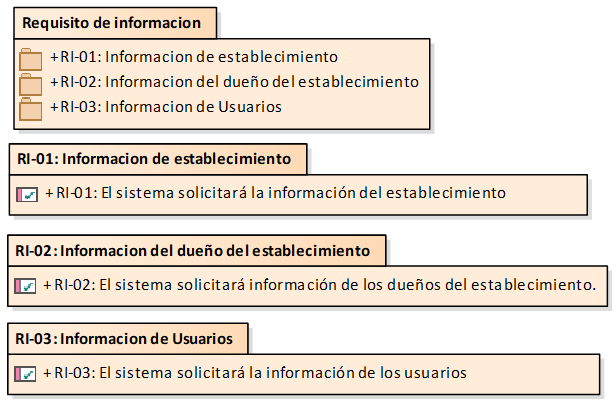 Requisito de informacion
+RI-01: Informacion de establecimiento
+RI-02: Informacion del dueño del establecimiento
+RI-03: Informacion de Usuarios
RI-01: Informacion de establecimiento
+ RI-01: El sistema solicitará la información del establecimiento
RI-02: Informacion del dueño del establecimiento
+ RI-02: El sistema solicitará información de los dueños del establecimiento.
RI-03: Informacion de Usuarios
+ RI-03: El sistema solicitará la información de los usuarios